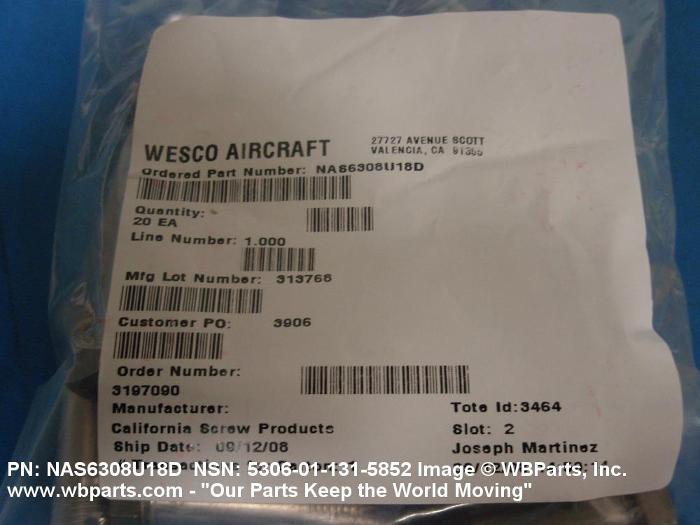 WESCO AIRCRAFT
27727 AVENUE SCOTT
VALENCIA, CA 91355
Ordered Part Number: NAS6308U18D
Quantity:
20 EA
Line Number: 1.000
Mfg Lot Number: 313768
Customer PO: 3906
Order Number:
3197090
Manufacturer:
California Screw Products
Ship Date: 09/12/08
Tote Id:3464
Slot: 2
Joseph Martinez
PN: NAS6308U18D NSN: 5306-01-131-5852 Image © WBParts, Inc.
www.wbparts.com - "Our Parts Keep the World Moving"